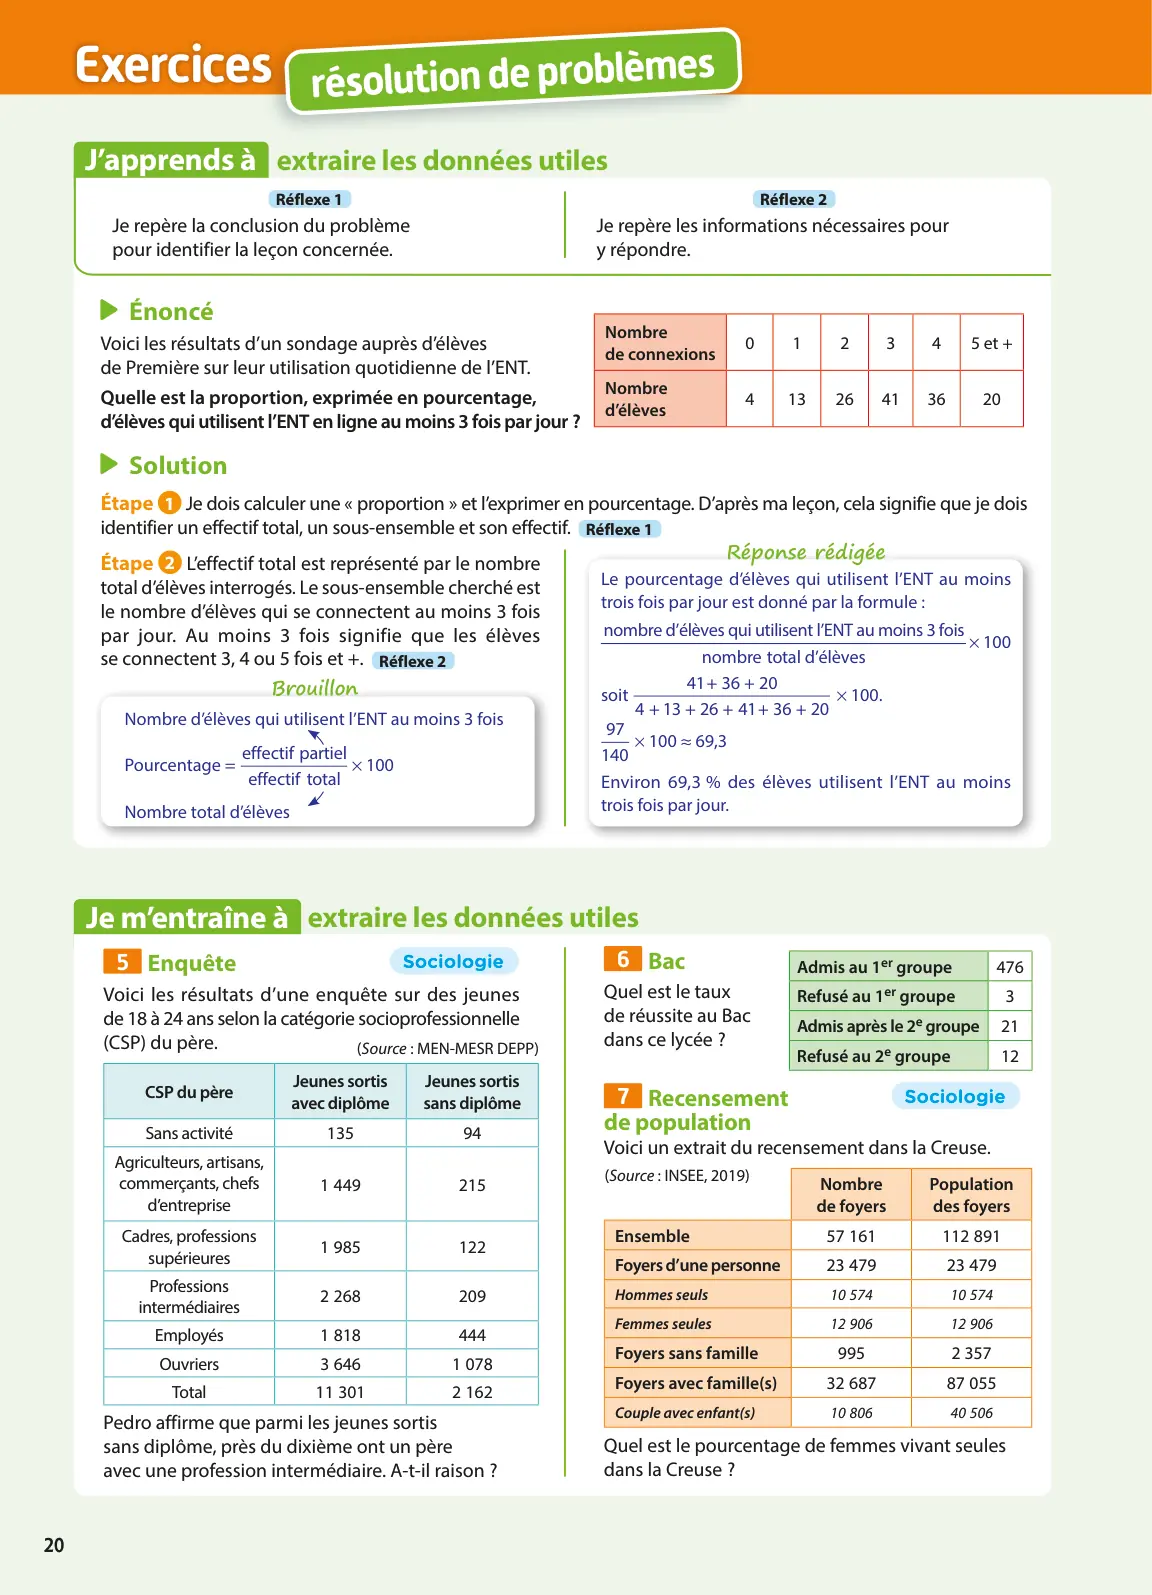 Exercices résolution de problèmes
J'apprends à extraire les données utiles
Réflexe 1
Je repère la conclusion du problème
pour identifier la leçon concernée.
Réflexe 2
Je repère les informations nécessaires pour
y répondre.
Énoncé
Voici les résultats d'un sondage auprès d'élèves
de Première sur leur utilisation quotidienne de l'ENT.
Quelle est la proportion, exprimée en pourcentage,
d'élèves qui utilisent l'ENT en ligne au moins 3 fois par jour ?
Nombre
de connexions 0 1 2 3 4 5 et +
Nombre
d'élèves 4 13 26 41 36 20
Solution
Étape 1 Je dois calculer une « proportion » et l'exprimer en pourcentage. D'après ma leçon, cela signifie que je dois
identifier un effectif total, un sous-ensemble et son effectif. Réflexe 1
Étape 2 L'effectif total est représenté par le nombre
total d'élèves interrogés. Le sous-ensemble cherché est
le nombre d'élèves qui se connectent au moins 3 fois
par jour. Au moins 3 fois signifie que les élèves
se connectent 3, 4 ou 5 fois et +. Réflexe 2
Brouillon
Nombre d'élèves qui utilisent l'ENT au moins 3 fois
effectif partiel
Pourcentage = × 100
effectif total
Nombre total d'élèves
Réponse rédigée
Le pourcentage d'élèves qui utilisent l'ENT au moins
trois fois par jour est donné par la formule :
nombre d'élèves qui utilisent l'ENT au moins 3 fois
× 100
nombre total d'élèves
41 + 36 + 20
soit × 100.
4 + 13 + 26 + 41 + 36 + 20
97
× 100 ≈ 69,3
140
Environ 69,3 % des élèves utilisent l'ENT au moins
trois fois par jour.
Je m'entraîne à extraire les données utiles
5 Enquête Sociologie
Voici les résultats d'une enquête sur des jeunes
de 18 à 24 ans selon la catégorie socioprofessionnelle
(CSP) du père. (Source : MEN-MESR DEPP)
CSP du père Jeunes sortis avec diplôme Jeunes sortis sans diplôme
Sans activité 135 94
Agriculteurs, artisans,
commerçants, chefs
d'entreprise 1 449 215
Cadres, professions
supérieures 1 985 122
Professions
intermédiaires 2 268 209
Employés 1 818 444
Ouvriers 3 646 1 078
Total 11 301 2 162
Pedro affirme que parmi les jeunes sortis
sans diplôme, près du dixième ont un père
avec une profession intermédiaire. A-t-il raison ?
6 Bac
Quel est le taux
de réussite au Bac
dans ce lycée ?
Admis au 1er groupe 476
Refusé au 1er groupe 3
Admis après le 2e groupe 21
Refusé au 2e groupe 12
7 Recensement Sociologie
de population
Voici un extrait du recensement dans la Creuse.
(Source : INSEE, 2019)
Nombre de foyers Population des foyers
Ensemble 57 161 112 891
Foyers d'une personne 23 479 23 479
Hommes seuls 10 574 10 574
Femmes seules 12 906 12 906
Foyers sans famille 995 2 357
Foyers avec famille(s) 32 687 87 055
Couple avec enfant(s) 10 806 40 506
Quel est le pourcentage de femmes vivant seules
dans la Creuse ?
20